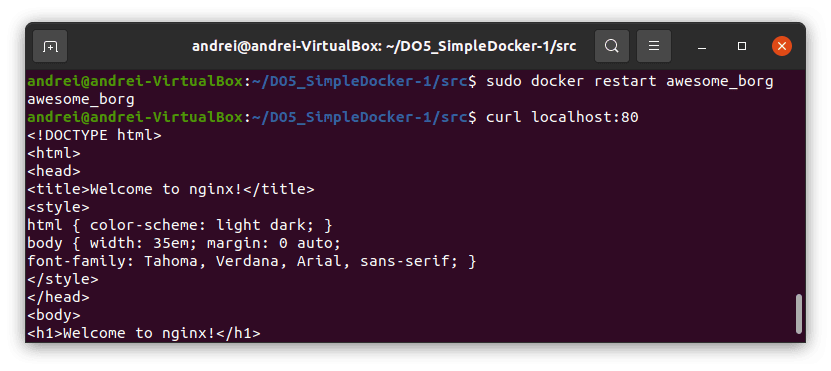 andrei@andrei-VirtualBox: ~/DO5_SimpleDocker-1/src
andrei@andrei-VirtualBox:~/DO5_SimpleDocker-1/src$ sudo docker restart awesome_borg
awesome_borg
andrei@andrei-VirtualBox:~/DO5_SimpleDocker-1/src$ curl localhost:80
<!DOCTYPE html>
<html>
<head>
<title>Welcome to nginx!</title>
<style>
html { color-scheme: light dark; }
body { width: 35em; margin: 0 auto;
font-family: Tahoma, Verdana, Arial, sans-serif; }
</style>
</head>
<body>
<h1>Welcome to nginx!</h1>